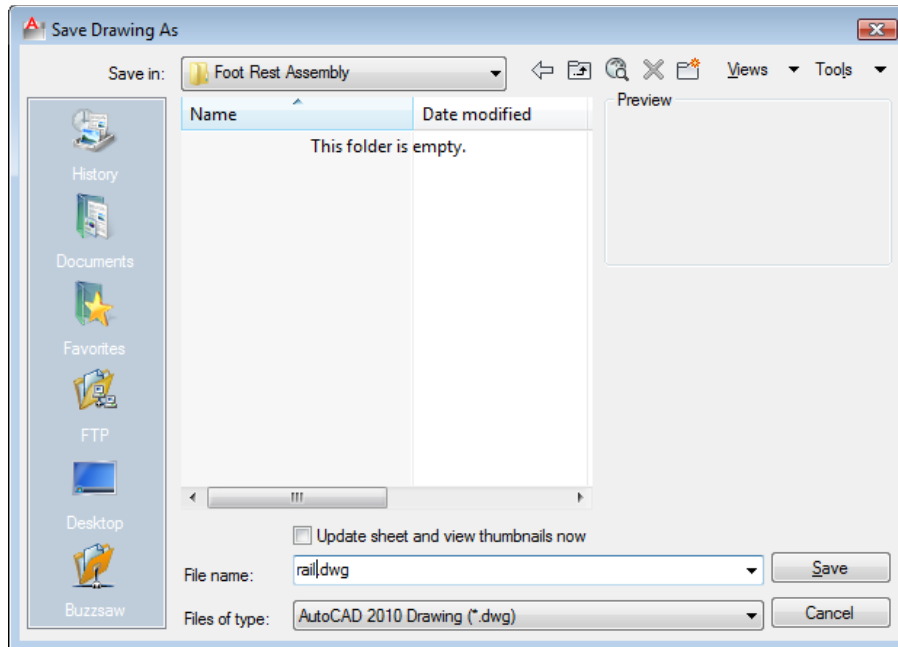 Save Drawing As
Save in: Foot Rest Assembly Views Tools
Name Date modified Preview
This folder is empty.
History
Documents
Favorites
FTP
Desktop
Buzzsaw
Update sheet and view thumbnails now
File name: rail.dwg Save
Files of type: AutoCAD 2010 Drawing (*.dwg) Cancel